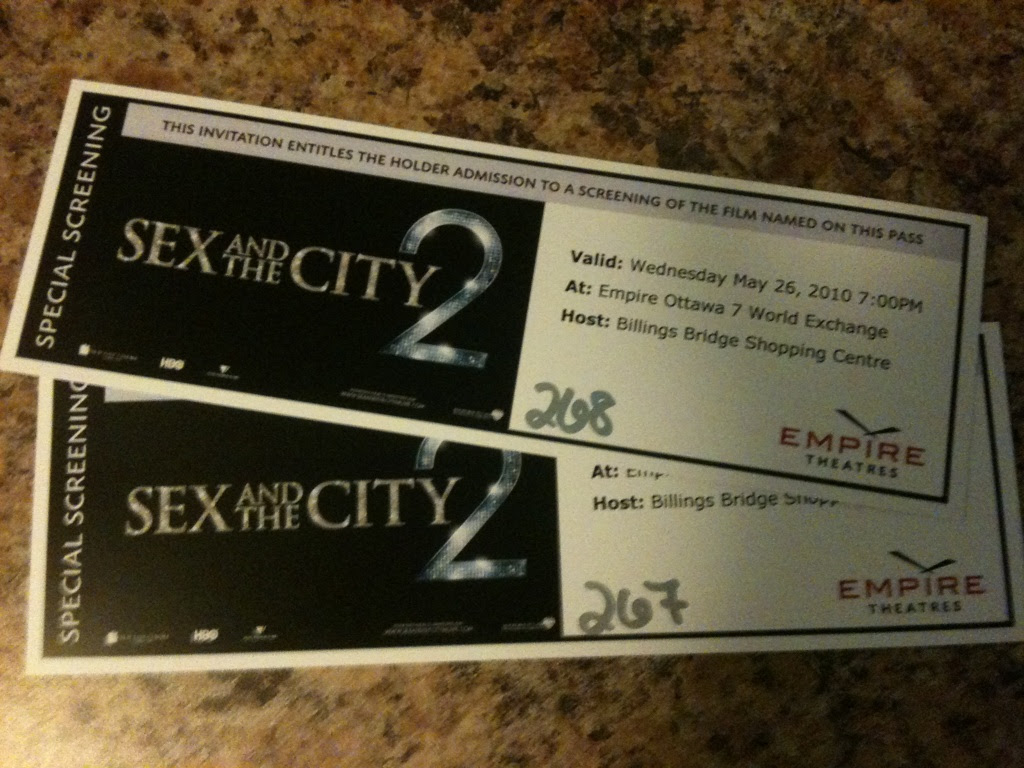 SPECIAL SCREENING
THIS INVITATION ENTITLES THE HOLDER ADMISSION TO A SCREENING OF THE FILM NAMED ON THIS PASS
SEX AND THE CITY 2
HBO
Valid: Wednesday May 26, 2010 7:00PM
At: Empire Ottawa 7 World Exchange
Host: Billings Bridge Shopping Centre
268
EMPIRE
THEATRES
SPECIAL SCREENING
SEX AND THE CITY 2
HBO
At:
Host: Billings Bridge
267
EMPIRE
THEATRES